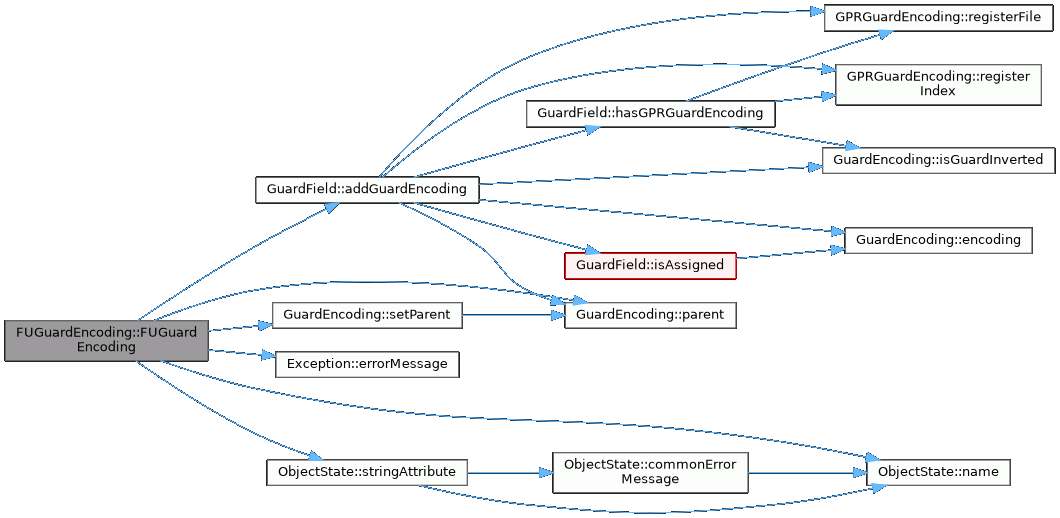 GPRGuardEncoding::registerFile
GPRGuardEncoding::register
Index
GuardField::hasGPRGuardEncoding
GuardEncoding::isGuardInverted
GuardField::addGuardEncoding
GuardEncoding::encoding
GuardField::isAssigned
GuardEncoding::setParent
GuardEncoding::parent
FUGuardEncoding::FUGuard
Encoding
Exception::errorMessage
ObjectState::stringAttribute
ObjectState::commonError
Message
ObjectState::name